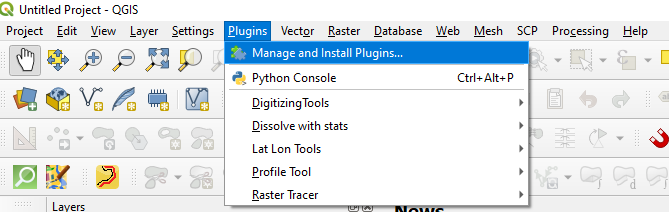 Untitled Project - QGIS
Project Edit View Layer Settings Plugins Vector Raster Database Web Mesh SCP Processing Help
Manage and Install Plugins...
Python Console Ctrl+Alt+P
DigitizingTools
Dissolve with stats
Lat Lon Tools
Profile Tool
Raster Tracer
Layers
News